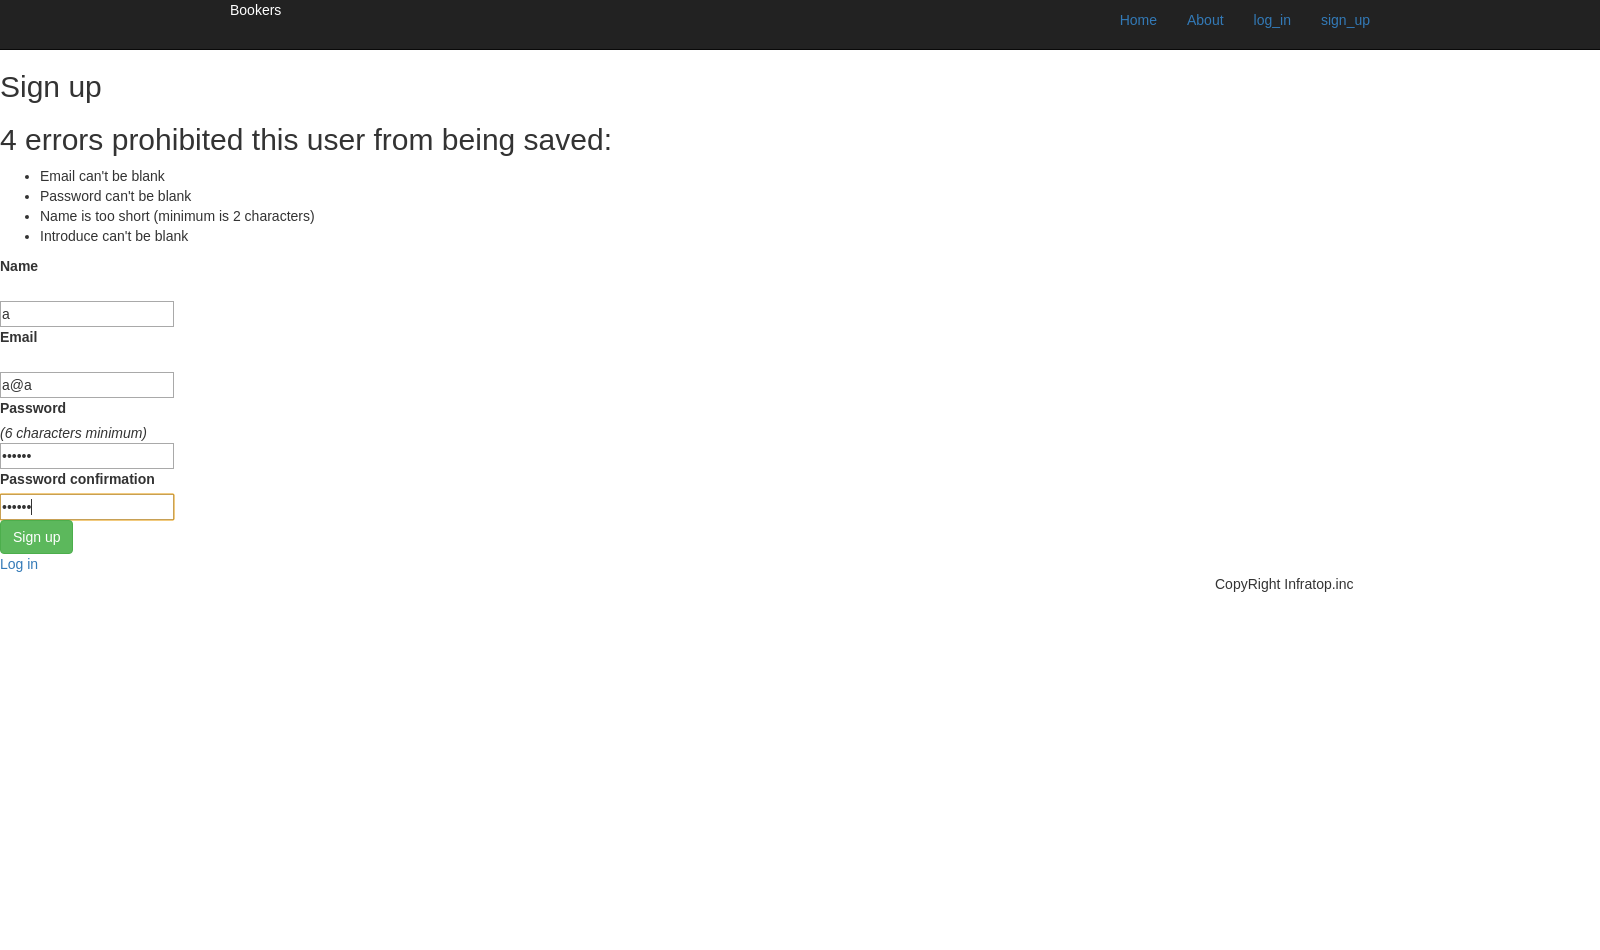 Bookers
Home About log_in sign_up
Sign up
4 errors prohibited this user from being saved:
Email can't be blank
Password can't be blank
Name is too short (minimum is 2 characters)
Introduce can't be blank
Name
a
Email
a@a
Password
(6 characters minimum)
••••••
Password confirmation
••••••
Sign up
Log in
CopyRight Infratop.inc